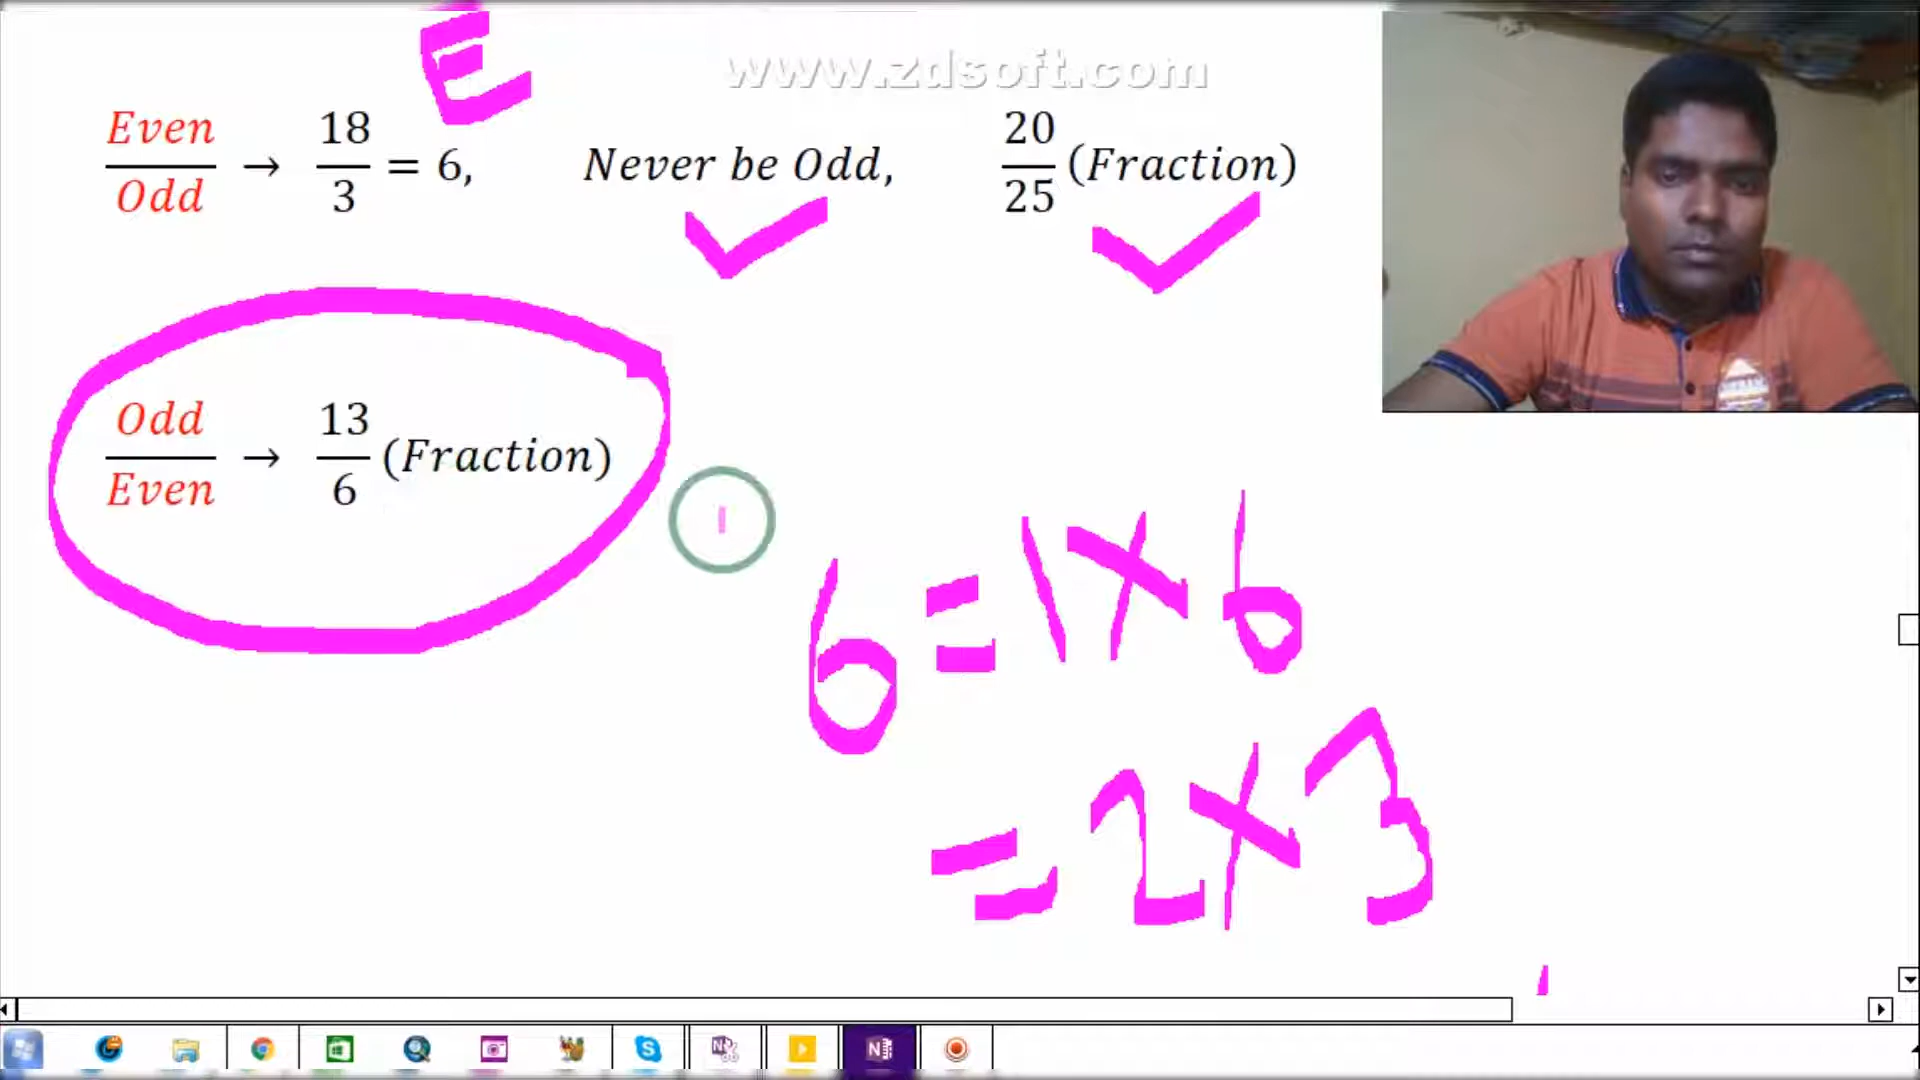 E
www.zdsoft.com
Even/Odd → 18/3 = 6, Never be Odd, 20/25 (Fraction)
Odd/Even → 13/6 (Fraction)
6 = 1 × 6
= 2 × 3